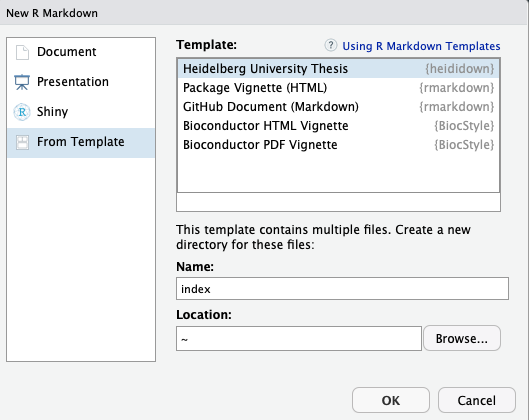 New R Markdown
Document
Presentation
Shiny
From Template
Template:
? Using R Markdown Templates
Heidelberg University Thesis {heididown}
Package Vignette (HTML) {rmarkdown}
GitHub Document (Markdown) {rmarkdown}
Bioconductor HTML Vignette {BiocStyle}
Bioconductor PDF Vignette {BiocStyle}
This template contains multiple files. Create a new
directory for these files:
Name:
index
Location:
~ Browse...
OK Cancel